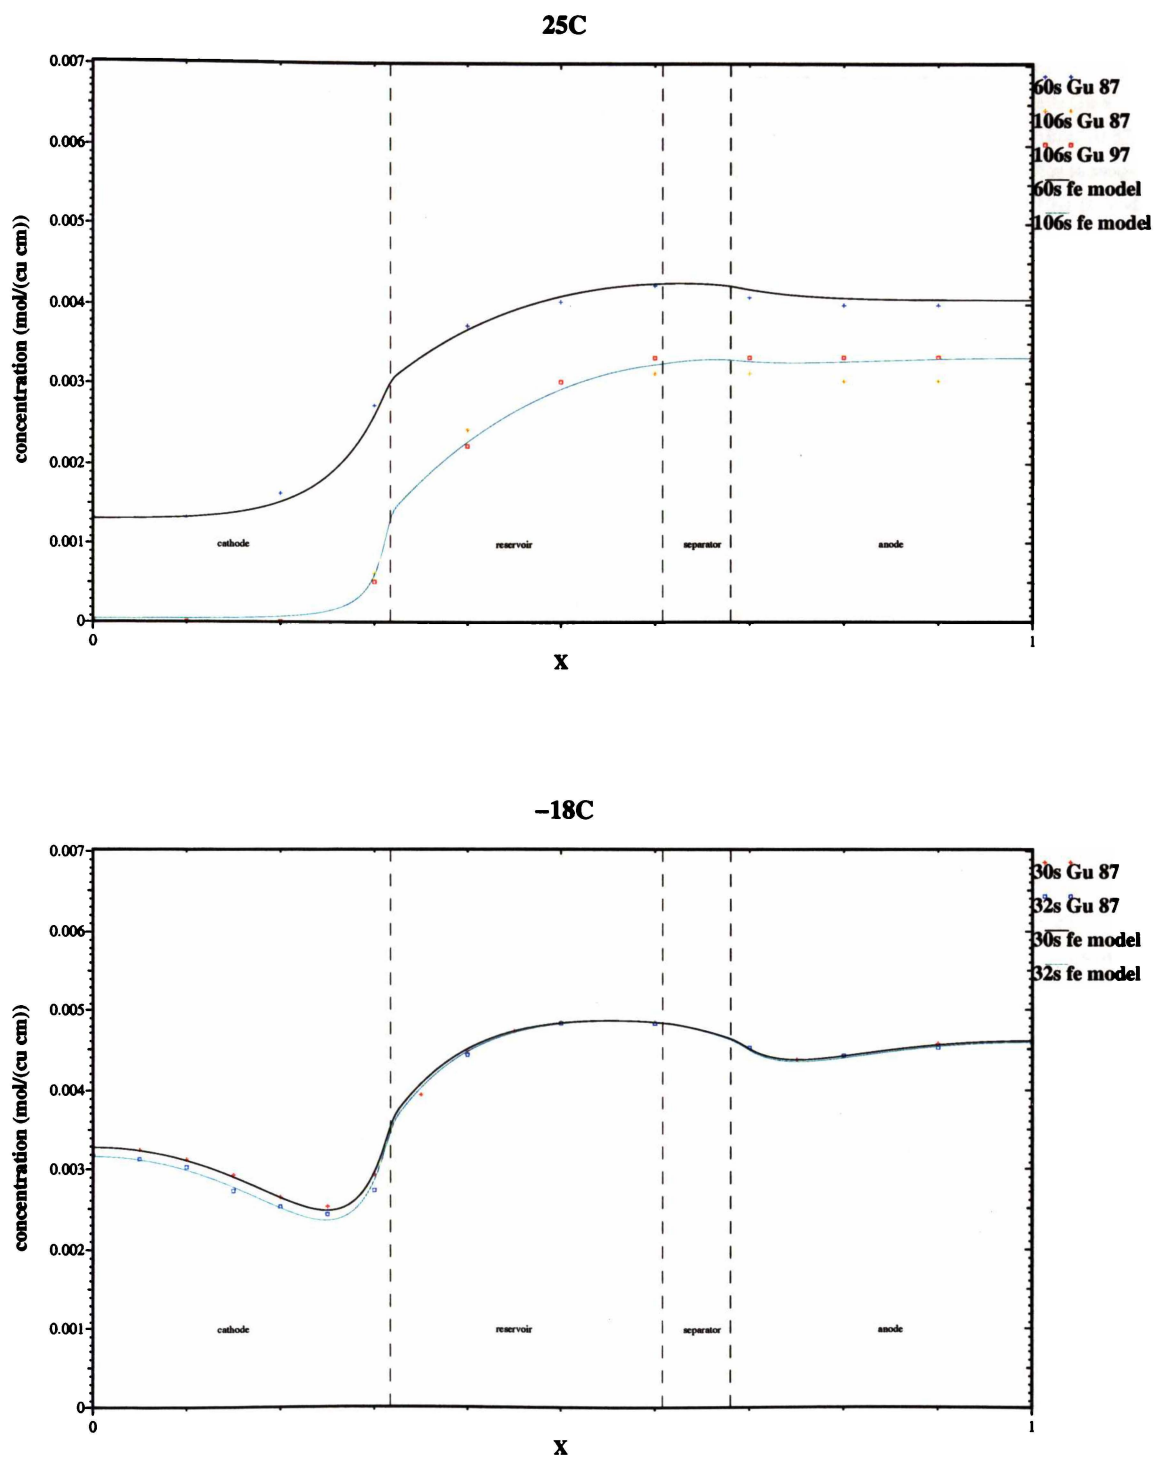 25C
0.007
0.006
0.005
0.004
0.003
0.002
0.001
0
concentration (mol/(cu cm))
cathode
reservoir
separator
anode
0
1
X
60s Gu 87
106s Gu 87
106s Gu 97
60s fe model
106s fe model
−18C
0.007
0.006
0.005
0.004
0.003
0.002
0.001
0
concentration (mol/(cu cm))
cathode
reservoir
separator
anode
0
1
X
30s Gu 87
32s Gu 87
30s fe model
32s fe model